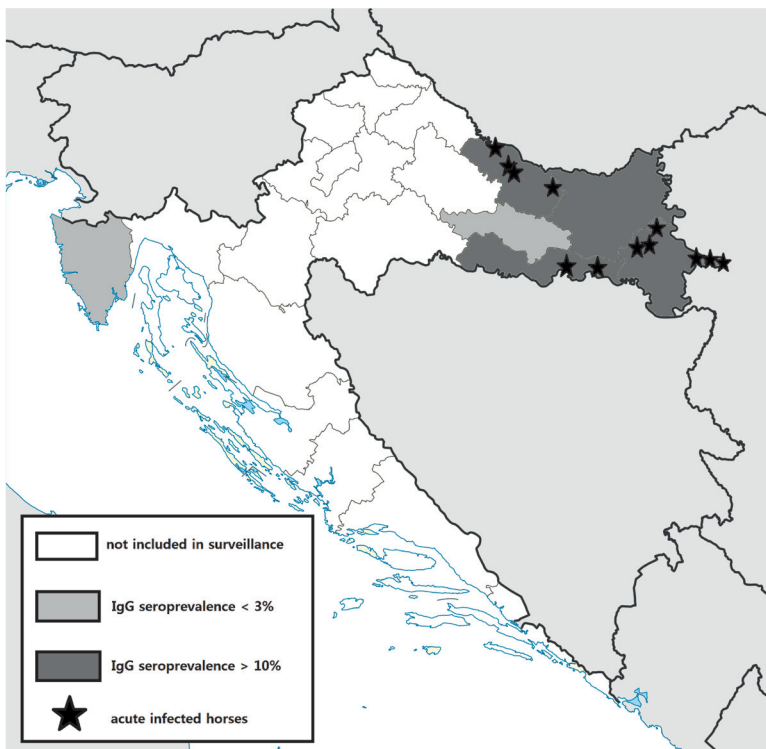 not included in surveillance
IgG seroprevalence < 3%
IgG seroprevalence > 10%
acute infected horses